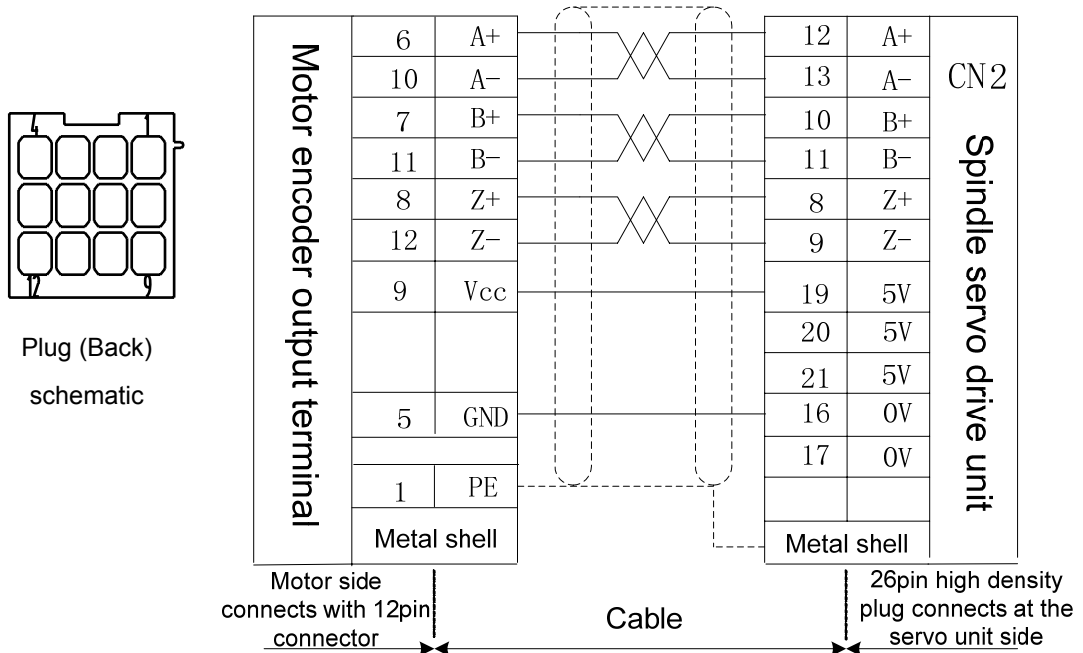 4 1
12 9
Plug (Back)
schematic
Motor encoder output terminal
6 A+
10 A-
7 B+
11 B-
8 Z+
12 Z-
9 Vcc
5 GND
1 PE
Metal shell
12 A+
13 A-
10 B+
11 B-
8 Z+
9 Z-
19 5V
20 5V
21 5V
16 0V
17 0V
Metal shell
CN2
Spindle servo drive unit
Motor side
connects with 12pin
connector
Cable
26pin high density
plug connects at the
servo unit side